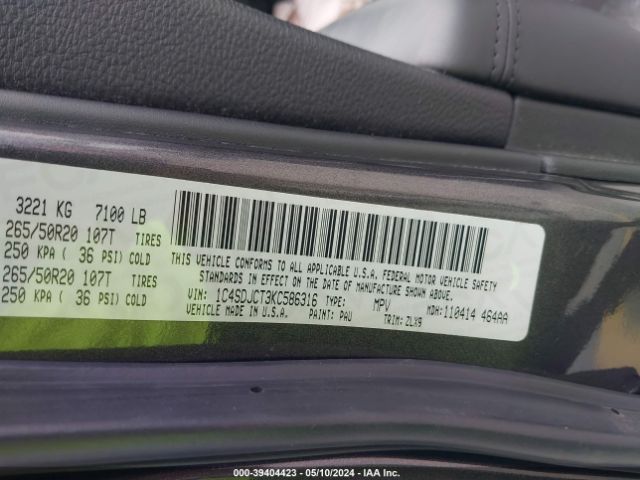 3221 KG 7100 LB
265/50R20 107T TIRES
250 KPA ( 36 PSI) COLD
265/50R20 107T TIRES
250 KPA ( 36 PSI) COLD
THIS VEHICLE CONFORMS TO ALL APPLICABLE U.S.A. FEDERAL MOTOR VEHICLE SAFETY
STANDARDS IN EFFECT ON THE DATE OF MANUFACTURE SHOWN ABOVE.
VIN: 1C4SDJCT3KC586316 TYPE: MPV MDH: 110414 464AA
VEHICLE MADE IN U.S.A. PAINT: PAU TRIM: ZLX9
© COPART - 39404423 - 05/10/2024 - IAA Inc.